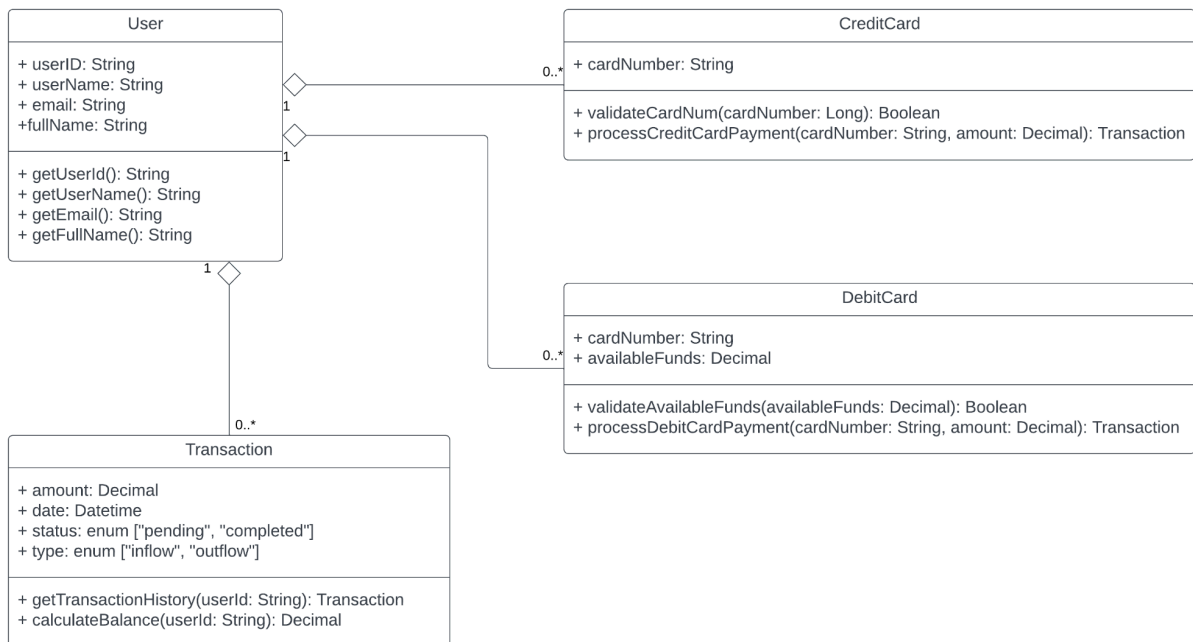 User
+ userID: String
+ userName: String
+ email: String
+fullName: String
+ getUserId(): String
+ getUserName(): String
+ getEmail(): String
+ getFullName(): String
1
1
1
0..*
0..*
0..*
CreditCard
+ cardNumber: String
+ validateCardNum(cardNumber: Long): Boolean
+ processCreditCardPayment(cardNumber: String, amount: Decimal): Transaction
DebitCard
+ cardNumber: String
+ availableFunds: Decimal
+ validateAvailableFunds(availableFunds: Decimal): Boolean
+ processDebitCardPayment(cardNumber: String, amount: Decimal): Transaction
Transaction
+ amount: Decimal
+ date: Datetime
+ status: enum ["pending", "completed"]
+ type: enum ["inflow", "outflow"]
+ getTransactionHistory(userId: String): Transaction
+ calculateBalance(userId: String): Decimal